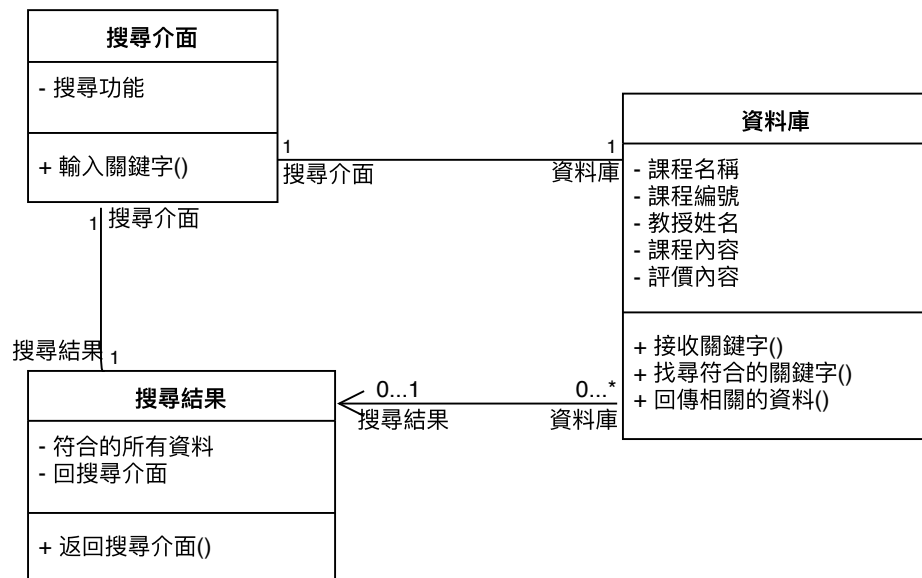 搜尋介面
- 搜尋功能
+ 輸入關鍵字()
1
搜尋介面
1
資料庫
資料庫
- 課程名稱
- 課程編號
- 教授姓名
- 課程內容
- 評價內容
+ 接收關鍵字()
+ 找尋符合的關鍵字()
+ 回傳相關的資料()
1
搜尋介面
搜尋結果
1
搜尋結果
- 符合的所有資料
- 回搜尋介面
+ 返回搜尋介面()
0...1
搜尋結果
0...*
資料庫